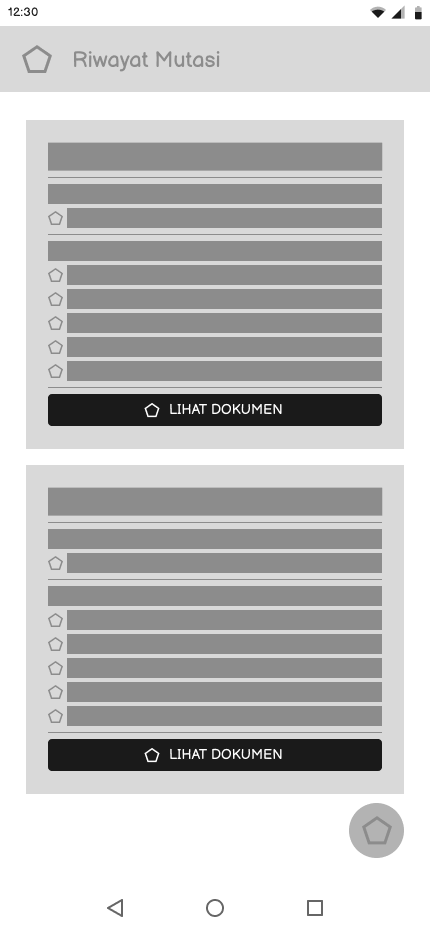 12:30
Riwayat Mutasi
LIHAT DOKUMEN
LIHAT DOKUMEN